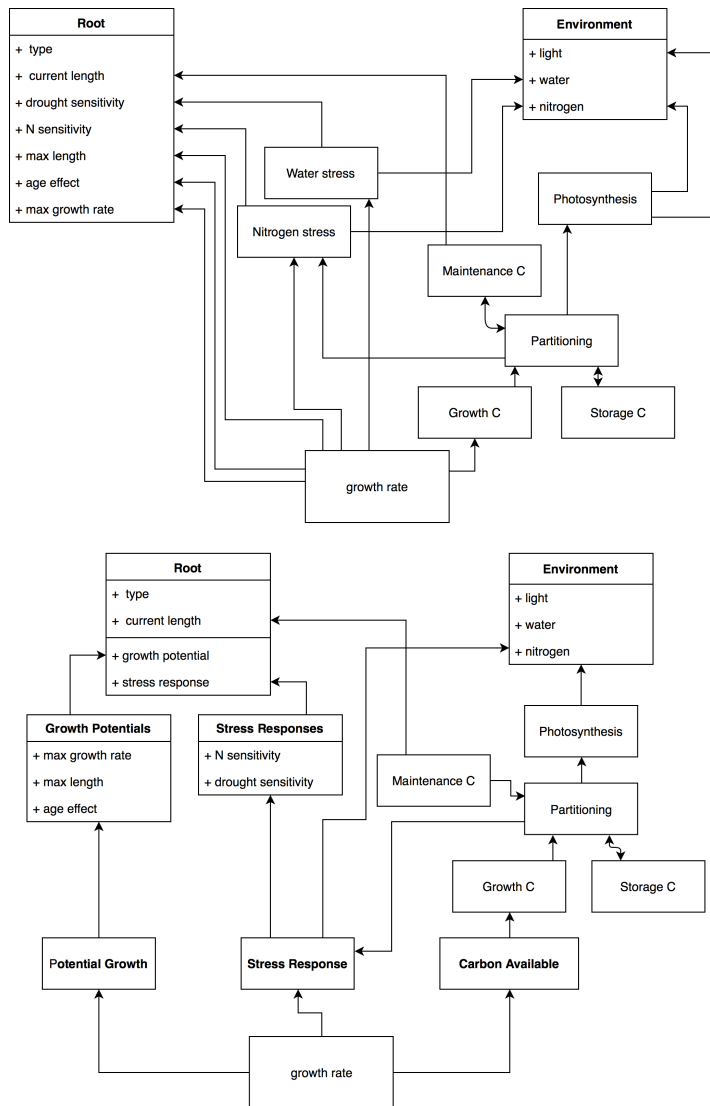 Root
+ type
+ current length
+ drought sensitivity
+ N sensitivity
+ max length
+ age effect
+ max growth rate
Environment
+ light
+ water
+ nitrogen
Water stress
Photosynthesis
Nitrogen stress
Maintenance C
Partitioning
Growth C
Storage C
growth rate
Root
+ type
+ current length
+ growth potential
+ stress response
Environment
+ light
+ water
+ nitrogen
Growth Potentials
+ max growth rate
+ max length
+ age effect
Stress Responses
+ N sensitivity
+ drought sensitivity
Photosynthesis
Maintenance C
Partitioning
Growth C
Storage C
Potential Growth
Stress Response
Carbon Available
growth rate